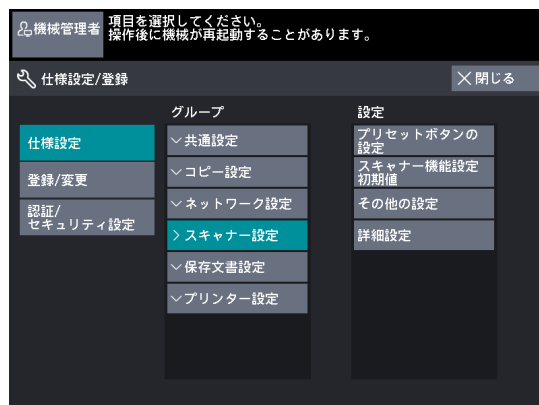 機械管理者
項目を選択してください。
操作後に機械が再起動することがあります。
仕様設定/登録
閉じる
グループ
設定
仕様設定
登録/変更
認証/
セキュリティ設定
共通設定
コピー設定
ネットワーク設定
スキャナー設定
保存文書設定
プリンター設定
プリセットボタンの
設定
スキャナー機能設定
初期値
その他の設定
詳細設定